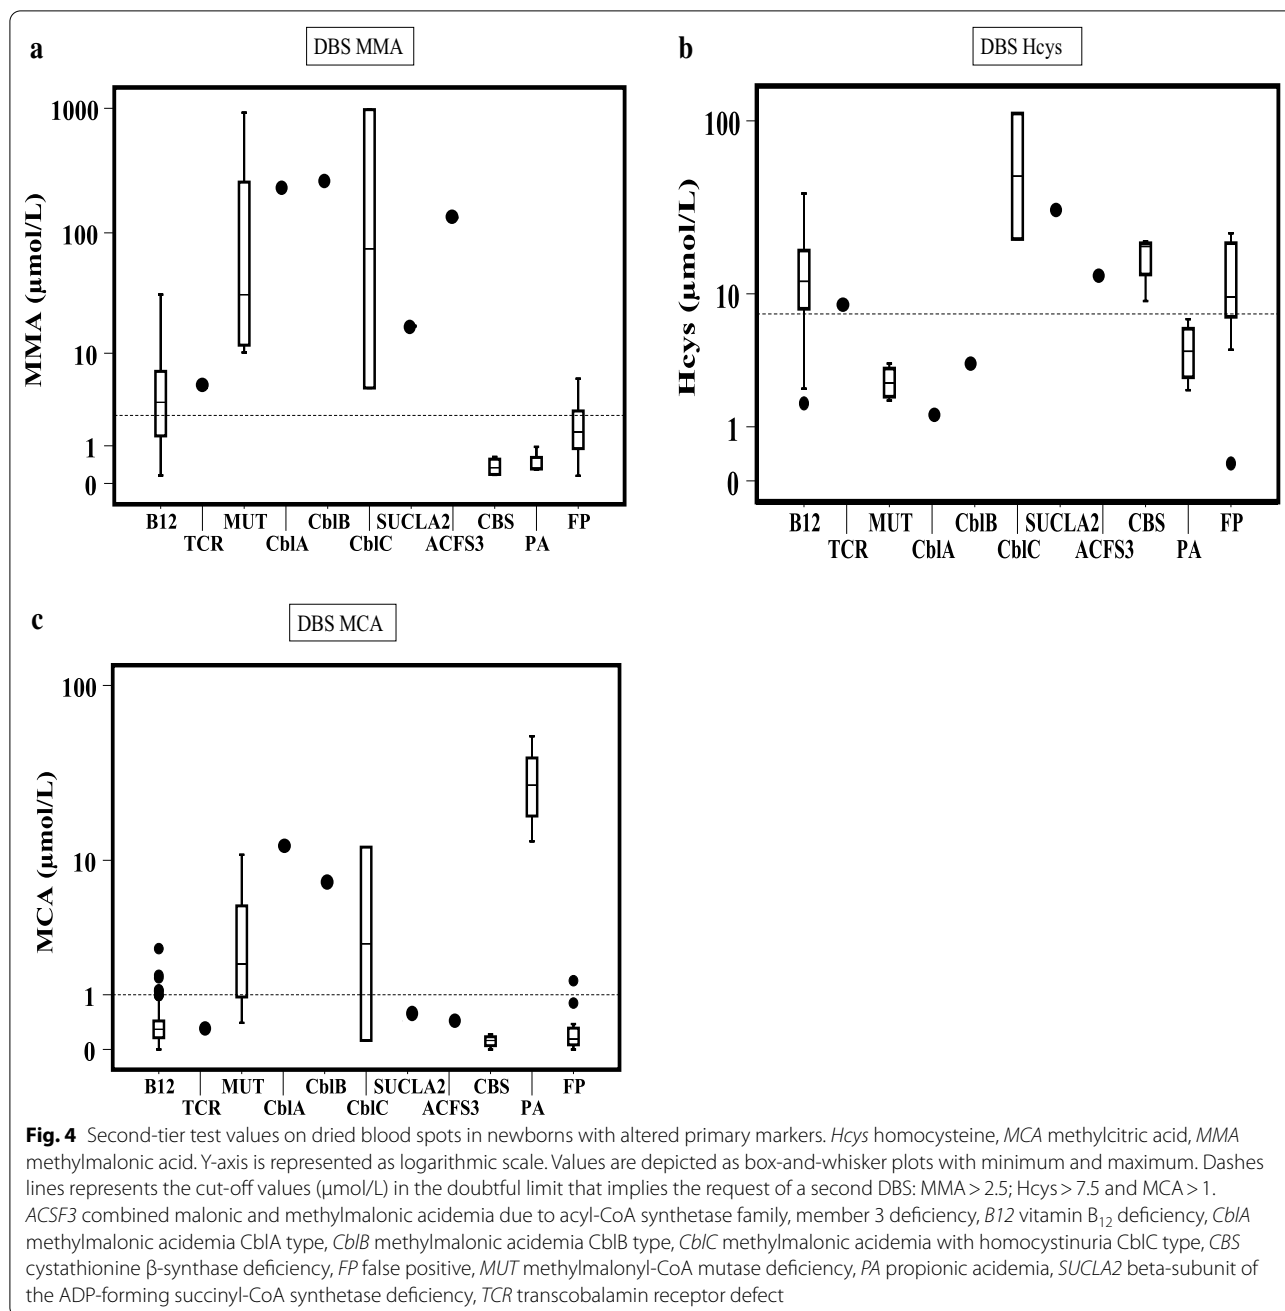 a
DBS MMA
MMA (µmol/L)
1000
100
10
1
0
B12 MUT CblB SUCLA2 CBS FP
TCR CblA CblC ACFS3 PA
b
DBS Hcys
Hcys (µmol/L)
100
10
1
0
B12 MUT CblB SUCLA2 CBS FP
TCR CblA CblC ACFS3 PA
c
DBS MCA
MCA (µmol/L)
100
10
1
0
B12 MUT CblB SUCLA2 CBS FP
TCR CblA CblC ACFS3 PA
Fig. 4 Second-tier test values on dried blood spots in newborns with altered primary markers. Hcys homocysteine, MCA methylcitric acid, MMA
methylmalonic acid. Y-axis is represented as logarithmic scale. Values are depicted as box-and-whisker plots with minimum and maximum. Dashes
lines represents the cut-off values (µmol/L) in the doubtful limit that implies the request of a second DBS: MMA > 2.5; Hcys > 7.5 and MCA > 1.
ACSF3 combined malonic and methylmalonic acidemia due to acyl-CoA synthetase family, member 3 deficiency, B12 vitamin B12 deficiency, CblA
methylmalonic acidemia CblA type, CblB methylmalonic acidemia CblB type, CblC methylmalonic acidemia with homocystinuria CblC type, CBS
cystathionine β-synthase deficiency, FP false positive, MUT methylmalonyl-CoA mutase deficiency, PA propionic acidemia, SUCLA2 beta-subunit of
the ADP-forming succinyl-CoA synthetase deficiency, TCR transcobalamin receptor defect